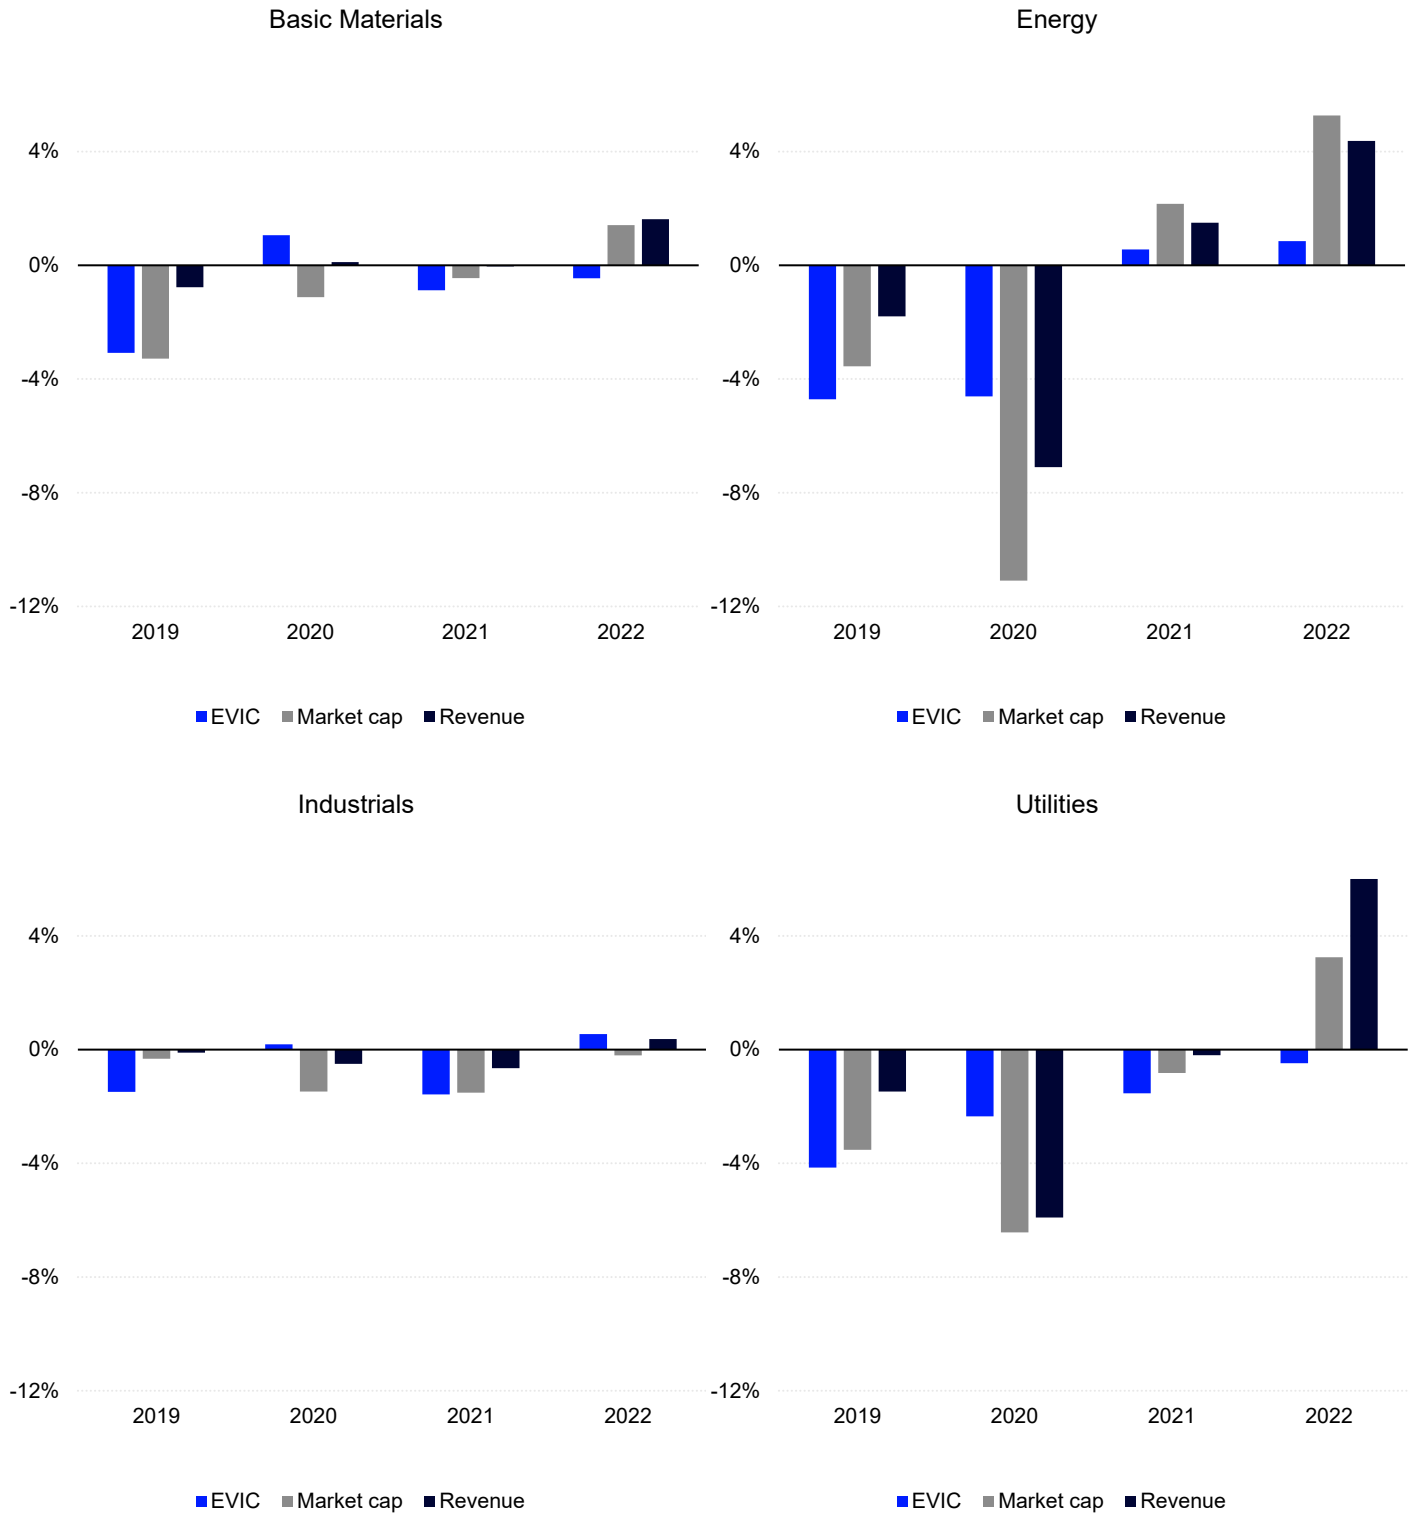 Basic Materials
4%
0%
-4%
-8%
-12%
2019 2020 2021 2022
EVIC Market cap Revenue
Energy
4%
0%
-4%
-8%
-12%
2019 2020 2021 2022
EVIC Market cap Revenue
Industrials
4%
0%
-4%
-8%
-12%
2019 2020 2021 2022
EVIC Market cap Revenue
Utilities
4%
0%
-4%
-8%
-12%
2019 2020 2021 2022
EVIC Market cap Revenue